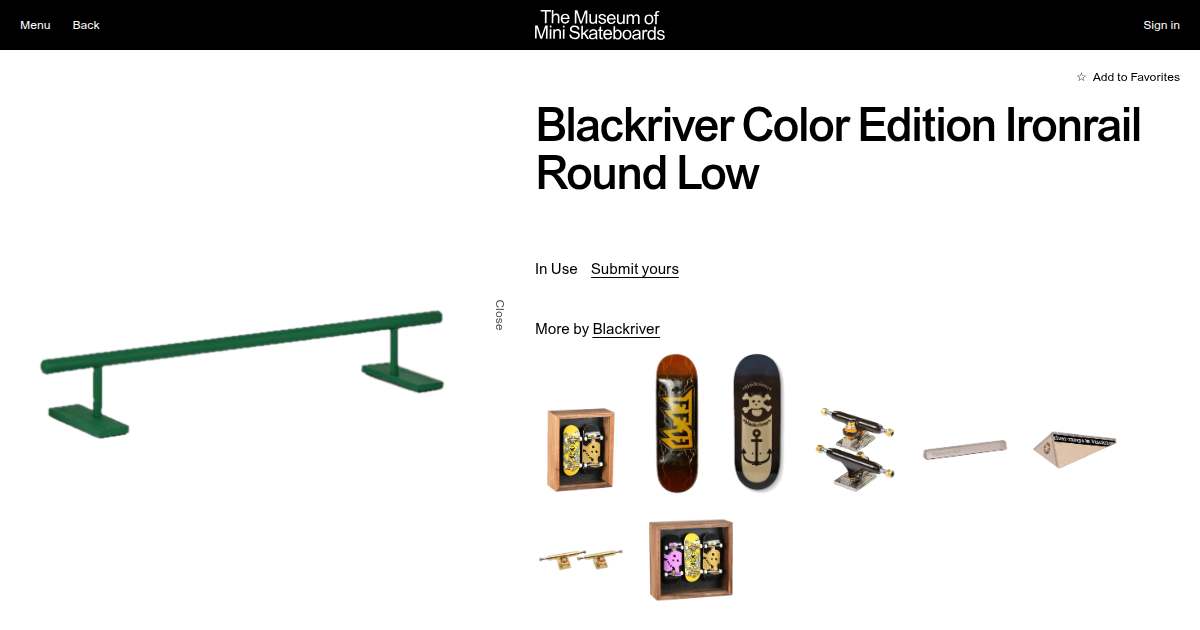 Menu
Back
The Museum of
Mini Skateboards
Sign in
☆ Add to Favorites
Blackriver Color Edition Ironrail
Round Low
In Use
Submit yours
Close
More by Blackriver